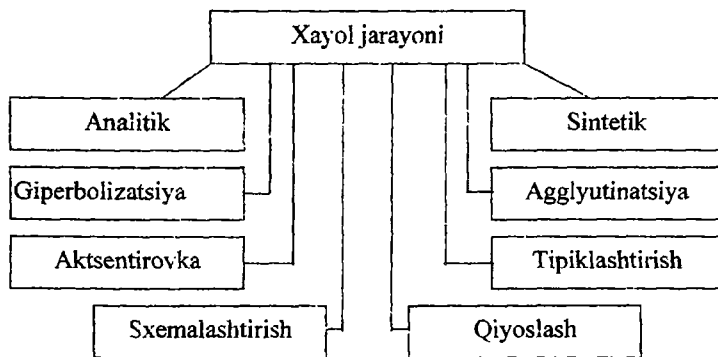 Xayol jarayoni
Analitik
Sintetik
Giperbolizatsiya
Agglyutinatsiya
Aktsentirovka
Tipiklashtirish
Sxemalashtirish
Qiyoslash